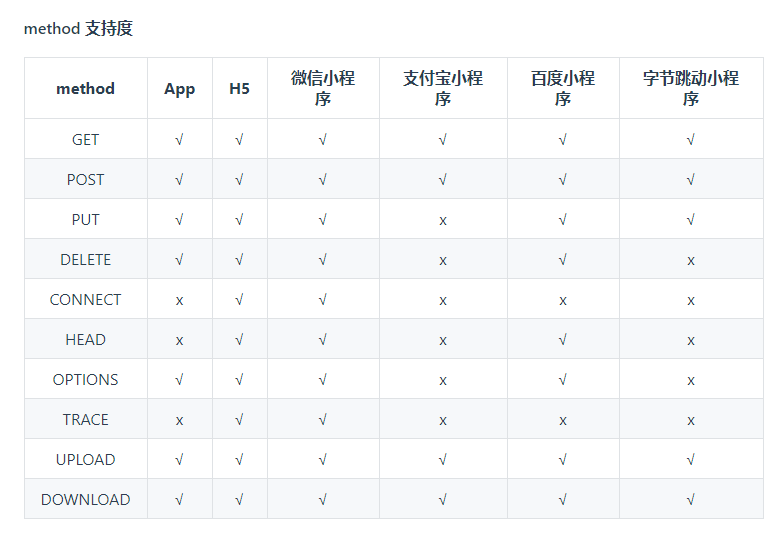 method 支持度
method App H5 微信小程序 支付宝小程序 百度小程序 字节跳动小程序
GET √ √ √ √ √ √
POST √ √ √ √ √ √
PUT √ √ √ x √ √
DELETE √ √ √ x √ x
CONNECT x √ √ x x x
HEAD x √ √ x √ x
OPTIONS √ √ √ x √ x
TRACE x √ √ x x x
UPLOAD √ √ √ √ √ √
DOWNLOAD √ √ √ √ √ √